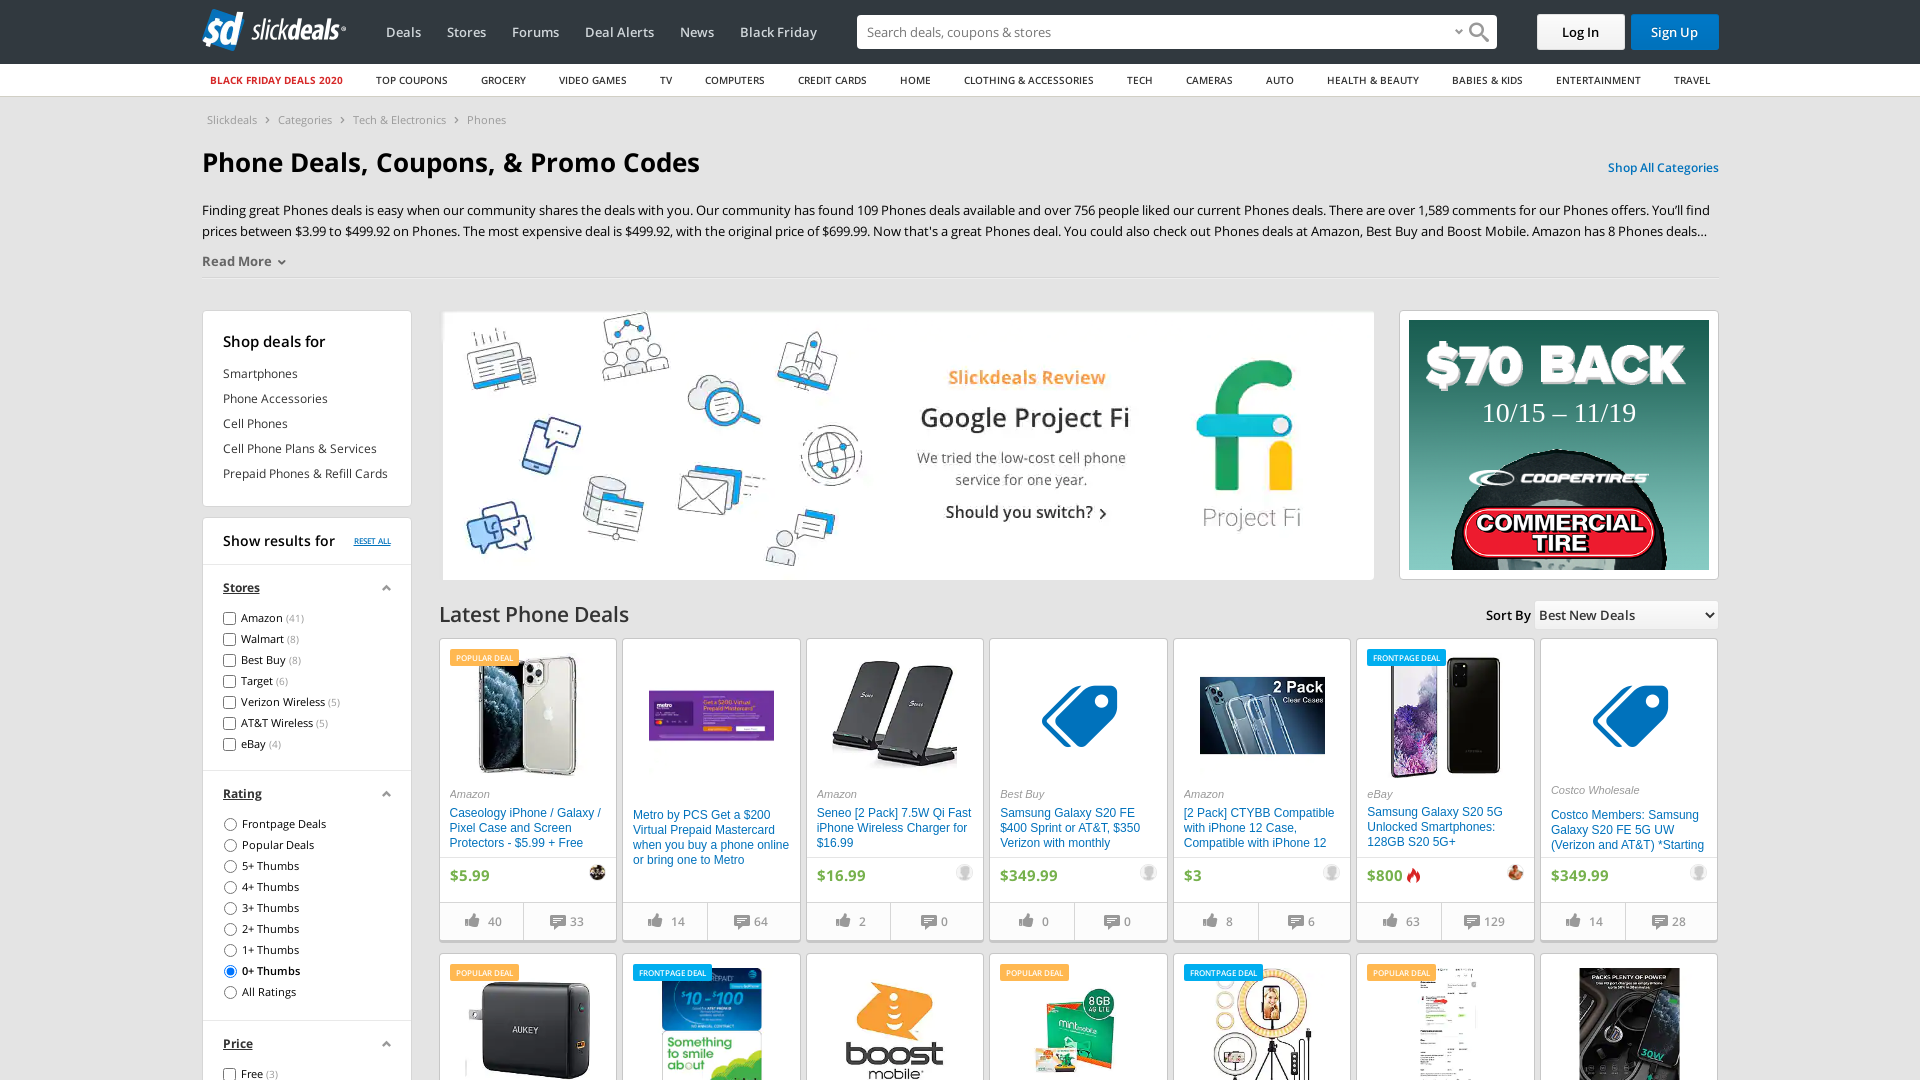 sd slickdeals
Deals Stores Forums Deal Alerts News Black Friday
Search deals, coupons & stores
Log In Sign Up
BLACK FRIDAY DEALS 2020 TOP COUPONS GROCERY VIDEO GAMES TV COMPUTERS CREDIT CARDS HOME CLOTHING & ACCESSORIES TECH CAMERAS AUTO HEALTH & BEAUTY BABIES & KIDS ENTERTAINMENT TRAVEL
Slickdeals Categories Tech & Electronics Phones
Phone Deals, Coupons, & Promo Codes
Shop All Categories
Finding great Phones deals is easy when our community shares the deals with you. Our community has found 109 Phones deals available and over 756 people liked our current Phones deals. There are over 1,589 comments for our Phones offers. You'll find
prices between $3.99 to $499.92 on Phones. The most expensive deal is $499.92, with the original price of $699.99. Now that's a great Phones deal. You could also check out Phones deals at Amazon, Best Buy and Boost Mobile. Amazon has 8 Phones deals...
Read More
Shop deals for
Smartphones
Phone Accessories
Cell Phones
Cell Phone Plans & Services
Prepaid Phones & Refill Cards
Show results for RESET ALL
Stores
Amazon (41)
Walmart (8)
Best Buy (8)
Target (6)
Verizon Wireless (5)
AT&T Wireless (5)
eBay (4)
Rating
Frontpage Deals
Popular Deals
5+ Thumbs
4+ Thumbs
3+ Thumbs
2+ Thumbs
1+ Thumbs
0+ Thumbs
All Ratings
Price
Free (3)
Slickdeals Review
Google Project Fi
We tried the low-cost cell phone
service for one year.
Should you switch?
Project Fi
$70 BACK
10/15 – 11/19
COOPERTIRES
COMMERCIAL
TIRE
Latest Phone Deals
Sort By Best New Deals
POPULAR DEAL
Amazon
Caseology iPhone / Galaxy /
Pixel Case and Screen
Protectors - $5.99 + Free
$5.99
40 33
metro
Get a $200 Virtual
Prepaid Mastercard
Metro by PCS Get a $200
Virtual Prepaid Mastercard
when you buy a phone online
or bring one to Metro
14 64
Seneo Seneo
Amazon
Seneo [2 Pack] 7.5W Qi Fast
iPhone Wireless Charger for
$16.99
$16.99
2 0
Best Buy
Samsung Galaxy S20 FE
$400 Sprint or AT&T, $350
Verizon with monthly
$349.99
0 0
2 Pack
Clear Cases
Amazon
[2 Pack] CTYBB Compatible
with iPhone 12 Case,
Compatible with iPhone 12
$3
8 6
FRONTPAGE DEAL
eBay
Samsung Galaxy S20 5G
Unlocked Smartphones:
128GB S20 5G+
$800
63 129
Costco Wholesale
Costco Members: Samsung
Galaxy S20 FE 5G UW
(Verizon and AT&T) *Starting
$349.99
14 28
POPULAR DEAL
AUKEY
FRONTPAGE DEAL
PREPAID
$10 - $100
Something
to smile
about
boost
mobile
POPULAR DEAL
8GB
4G LTE
mint mobile
FRONTPAGE DEAL
POPULAR DEAL
PACKS PLENTY OF POWER
30W